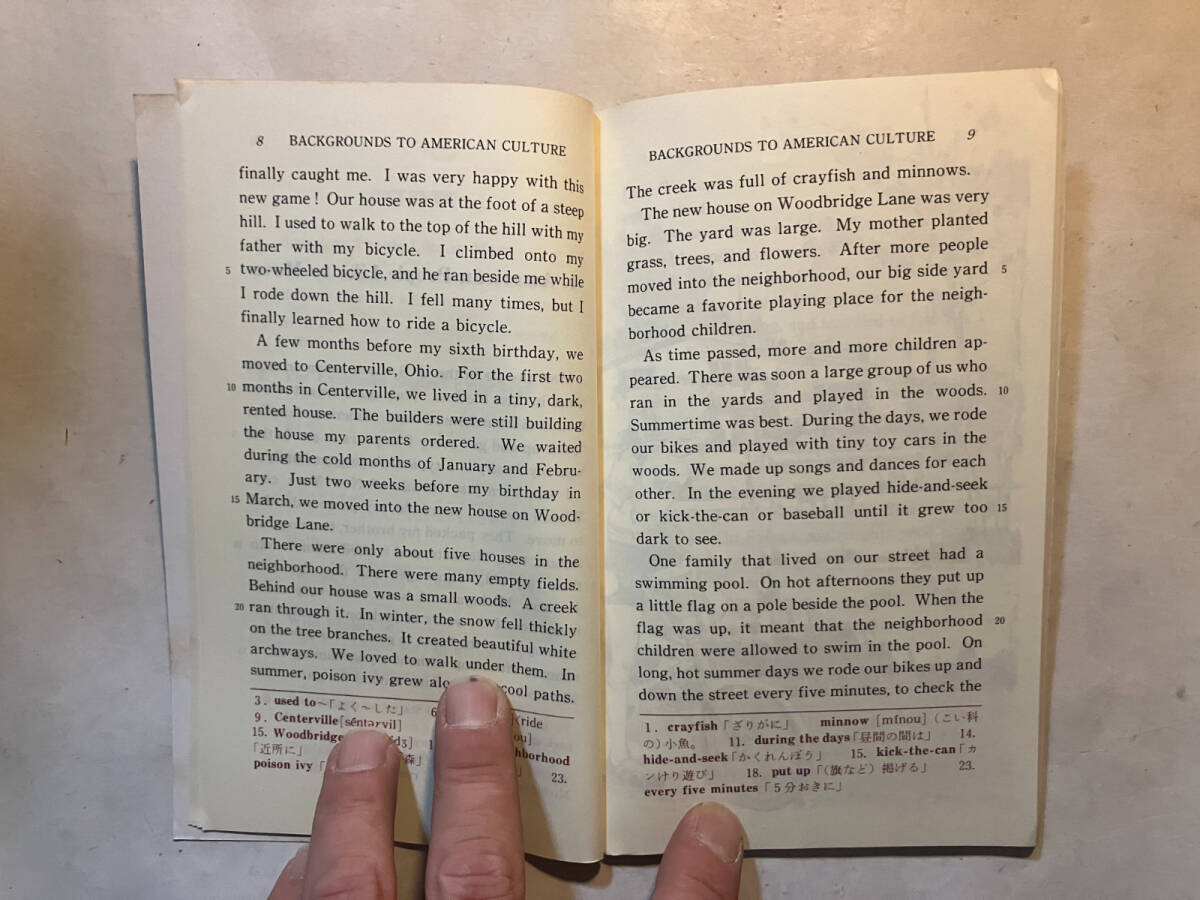 8 BACKGROUNDS TO AMERICAN CULTURE
finally caught me. I was very happy with this
new game! Our house was at the foot of a steep
hill. I used to walk to the top of the hill with my
father with my bicycle. I climbed onto my
5 two-wheeled bicycle, and he ran beside me while
I rode down the hill. I fell many times, but I
finally learned how to ride a bicycle.
A few months before my sixth birthday, we
moved to Centerville, Ohio. For the first two
10 months in Centerville, we lived in a tiny, dark,
rented house. The builders were still building
the house my parents ordered. We waited
during the cold months of January and Febru-
ary. Just two weeks before my birthday in
15 March, we moved into the new house on Wood-
bridge Lane.
There were only about five houses in the
neighborhood. There were many empty fields.
Behind our house was a small woods. A creek
20 ran through it. In winter, the snow fell thickly
on the tree branches. It created beautiful white
archways. We loved to walk under them. In
summer, poison ivy grew alo cool paths.
3. used to～「よく～した」 6 [ride
9. Centerville[séntərvil]
15. Woodbridge
「近所に」 森」 hborhood
poison ivy「 23.
BACKGROUNDS TO AMERICAN CULTURE 9
The creek was full of crayfish and minnows.
The new house on Woodbridge Lane was very
big. The yard was large. My mother planted
grass, trees, and flowers. After more people
moved into the neighborhood, our big side yard 5
became a favorite playing place for the neigh-
borhood children.
As time passed, more and more children ap-
peared. There was soon a large group of us who
ran in the yards and played in the woods. 10
Summertime was best. During the days, we rode
our bikes and played with tiny toy cars in the
woods. We made up songs and dances for each
other. In the evening we played hide-and-seek
or kick-the-can or baseball until it grew too 15
dark to see.
One family that lived on our street had a
swimming pool. On hot afternoons they put up
a little flag on a pole beside the pool. When the
flag was up, it meant that the neighborhood 20
children were allowed to swim in the pool. On
long, hot summer days we rode our bikes up and
down the street every five minutes, to check the
1. crayfish「ざりがに」 minnow [mínou]（こい科
の）小魚。 11. during the days「昼間の間は」 14.
hide-and-seek「かくれんぼう」 15. kick-the-can「カ
ンけり遊び」 18. put up「（旗など）掲げる」 23.
every five minutes「5分おきに」